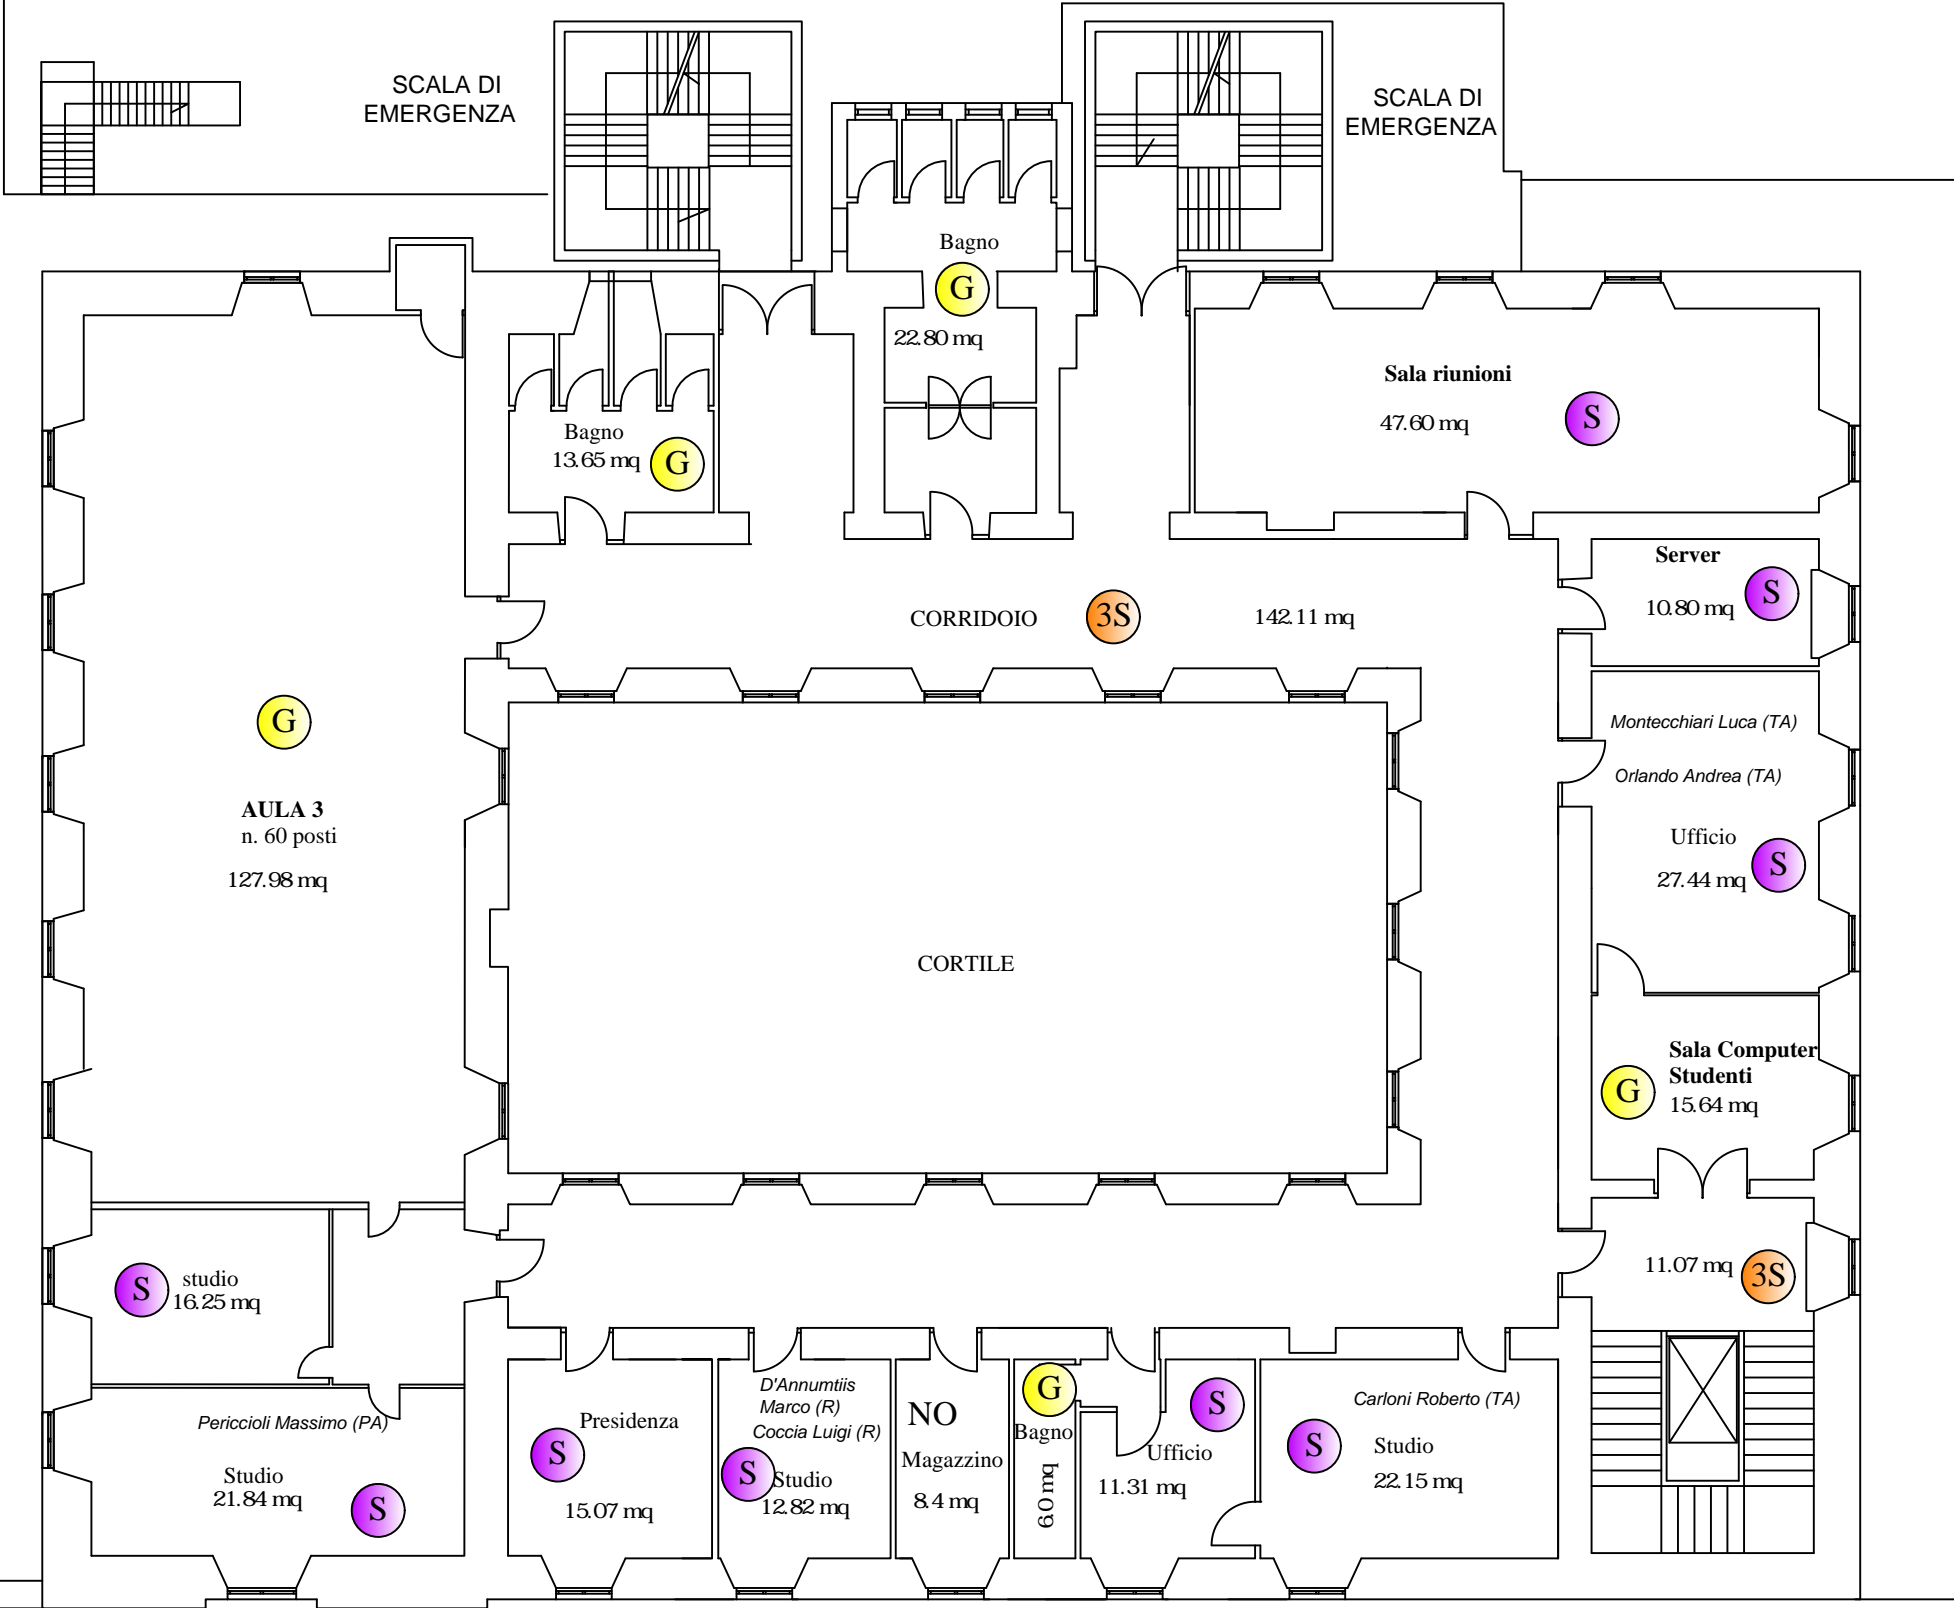 SCALA DI
EMERGENZA
SCALA DI
EMERGENZA
Bagno
G
22.80 mq
Sala riunioni
47.60 mq
S
Bagno
13.65 mq
G
Server
10.80 mq
S
CORRIDOIO
3S
142.11 mq
G
AULA 3
n. 60 posti
127.98 mq
Montecchiari Luca (TA)
Orlando Andrea (TA)
Ufficio
27.44 mq
S
CORTILE
Sala Computer
Studenti
15.64 mq
G
11.07 mq
3S
S
studio
16.25 mq
Periccioli Massimo (PA)
Studio
21.84 mq
S
Presidenza
S
15.07 mq
D'Annumtiis
Marco (R)
Coccia Luigi (R)
S
Studio
12.82 mq
NO
Magazzino
8.4 mq
G
Bagno
6.0 mq
S
Ufficio
11.31 mq
Carloni Roberto (TA)
S
Studio
22.15 mq